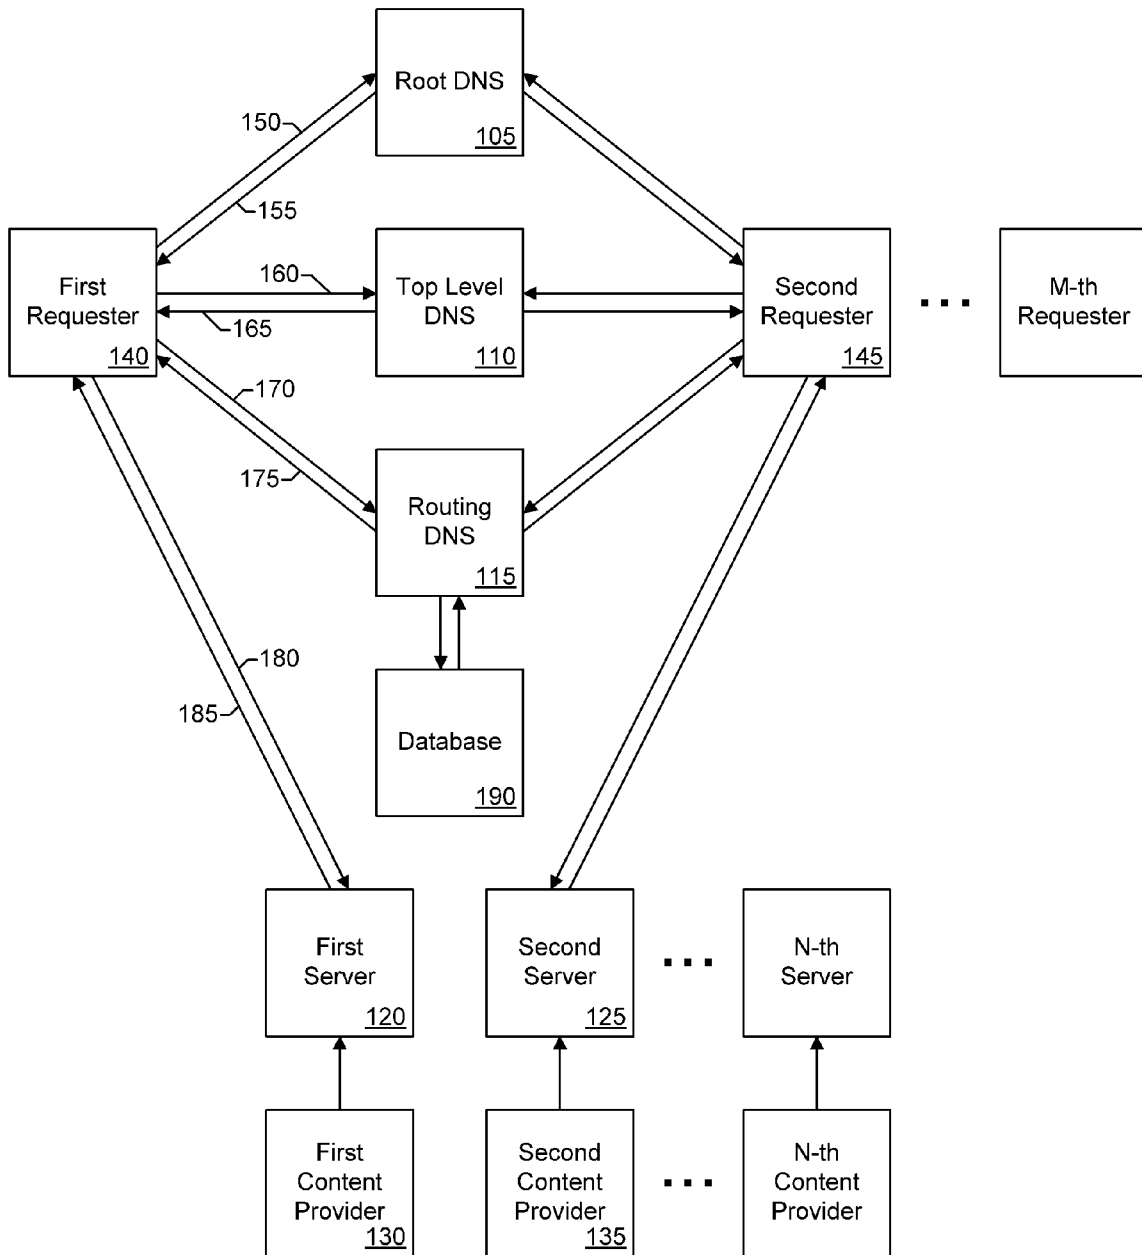 Root DNS
105
150
155
First
Requester
140
160
165
Top Level
DNS
110
Second
Requester
145
M-th
Requester
170
175
Routing
DNS
115
180
185
Database
190
First
Server
120
Second
Server
125
N-th
Server
First
Content
Provider
130
Second
Content
Provider
135
N-th
Content
Provider